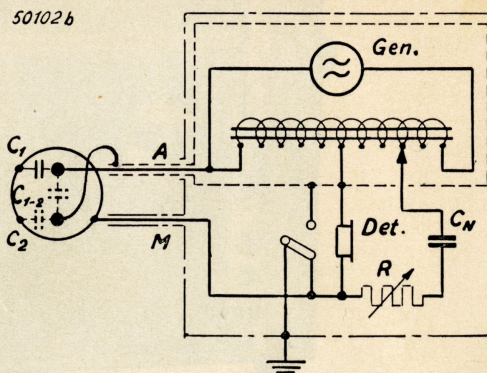 50102b
Gen.
C1
A
C1-2
C2
M
Det.
CN
R